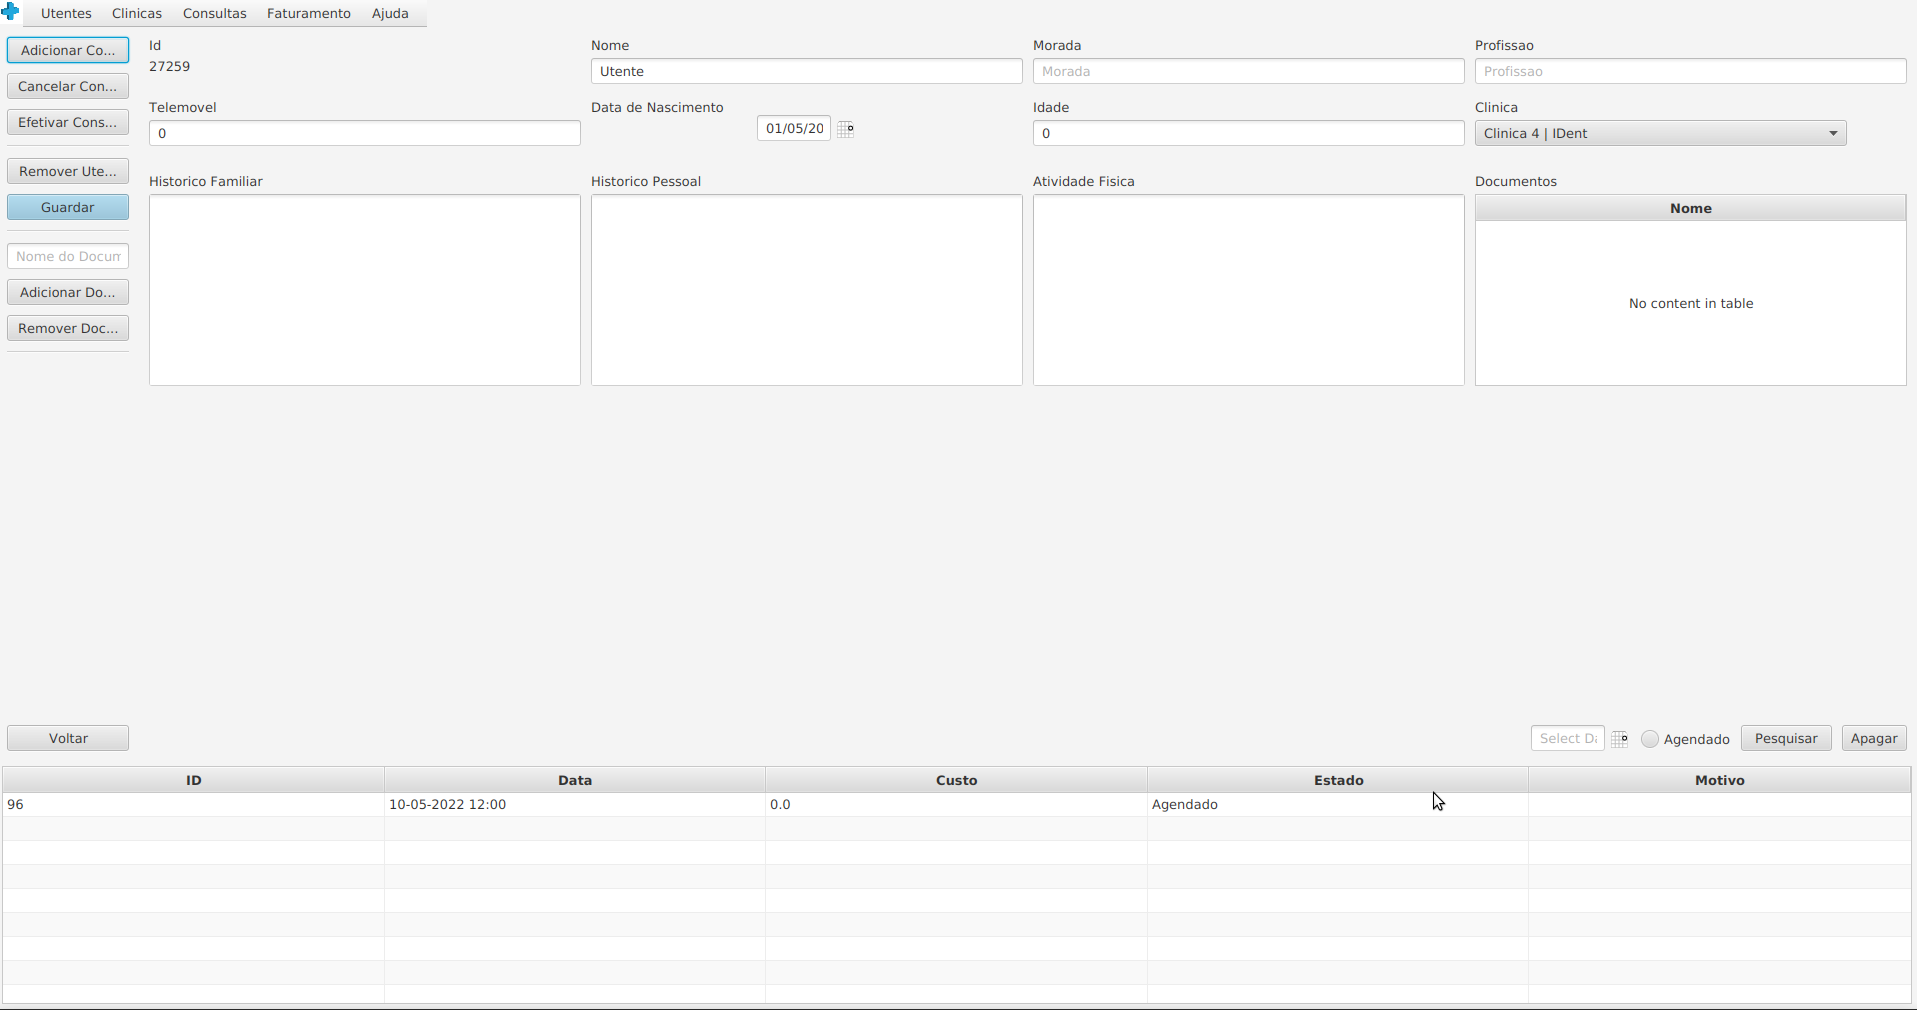 Utentes Clinicas Consultas Faturamento Ajuda
Adicionar Co...
Cancelar Con...
Efetivar Cons...
Remover Ute...
Guardar
Nome do Docum
Adicionar Do...
Remover Doc...
Id
27259
Nome
Utente
Morada
Morada
Profissao
Profissao
Telemovel
0
Data de Nascimento
01/05/20
Idade
0
Clinica
Clinica 4 | IDent
Historico Familiar
Historico Pessoal
Atividade Fisica
Documentos
Nome
No content in table
Voltar
Select Da
Agendado
Pesquisar
Apagar
ID Data Custo Estado Motivo
96 10-05-2022 12:00 0.0 Agendado